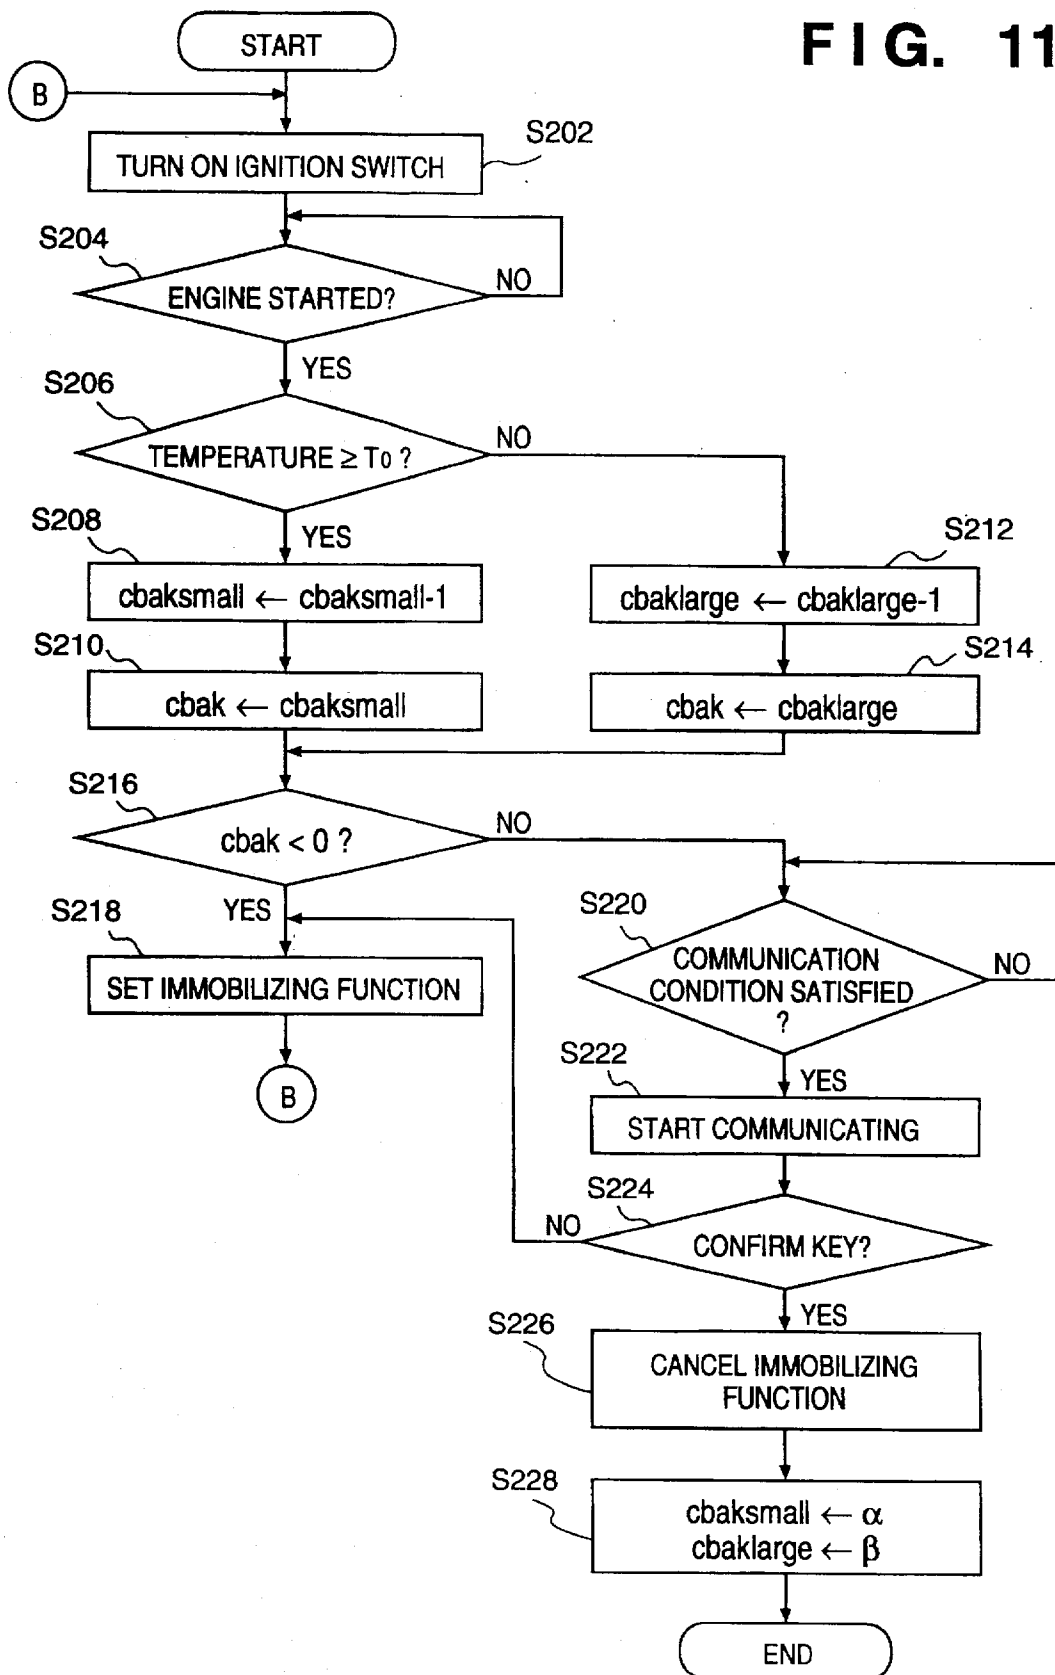 FIG. 11
START
B
S202
TURN ON IGNITION SWITCH
S204
ENGINE STARTED?
NO
YES
S206
TEMPERATURE ≥ T0 ?
NO
YES
S208
cbaksmall ← cbaksmall-1
S212
cbaklarge ← cbaklarge-1
S210
cbak ← cbaksmall
S214
cbak ← cbaklarge
S216
cbak < 0 ?
NO
YES
S218
SET IMMOBILIZING FUNCTION
B
S220
COMMUNICATION
CONDITION SATISFIED
?
NO
YES
S222
START COMMUNICATING
S224
CONFIRM KEY?
NO
YES
S226
CANCEL IMMOBILIZING
FUNCTION
S228
cbaksmall ← α
cbaklarge ← β
END